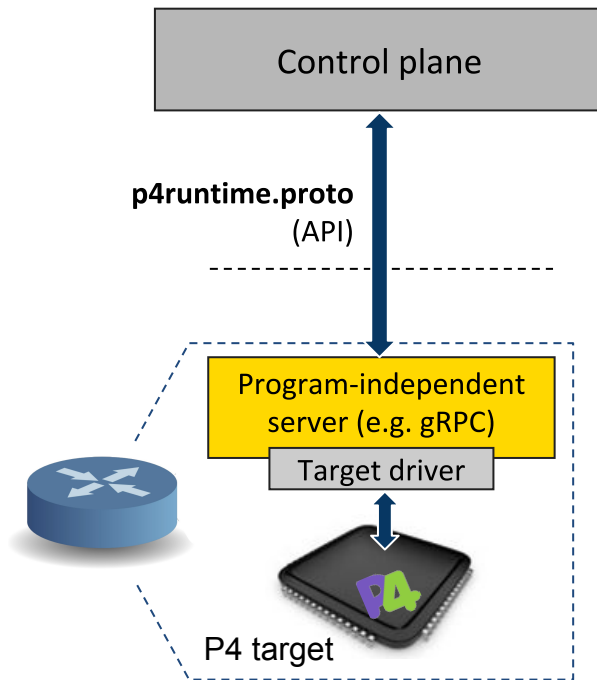 Control plane
p4runtime.proto
(API)
Program-independent
server (e.g. gRPC)
Target driver
P4
P4 target